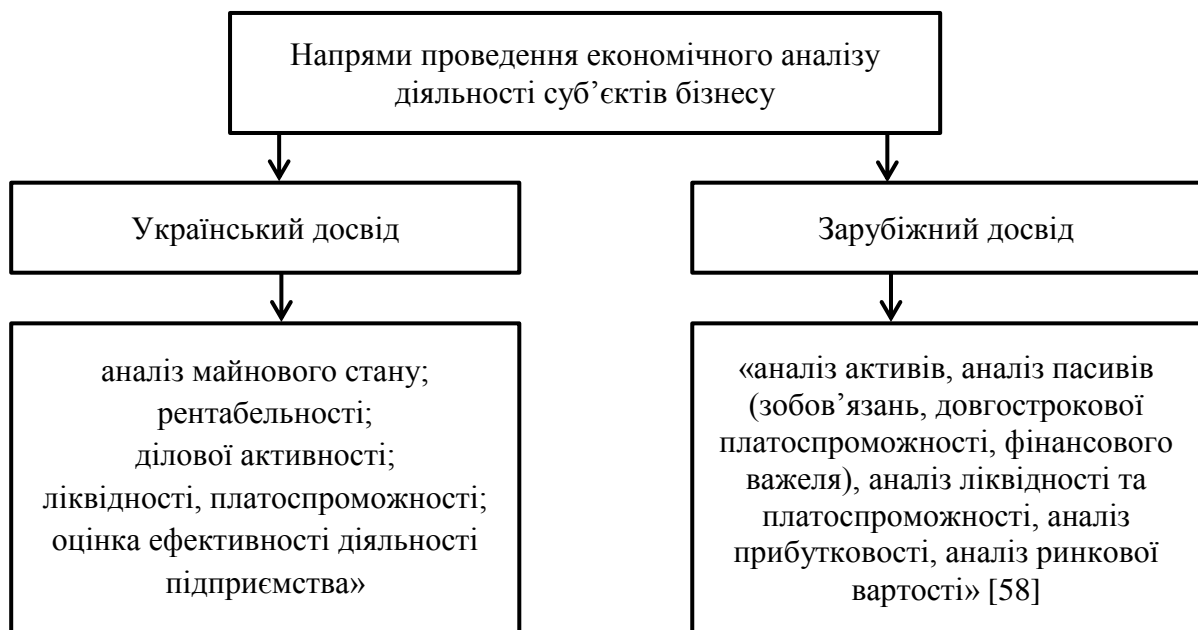 Напрями проведення економічного аналізу
діяльності суб’єктів бізнесу
Український досвід
Зарубіжний досвід
аналіз майнового стану;
рентабельності;
ділової активності;
ліквідності, платоспроможності;
оцінка ефективності діяльності
підприємства»
«аналіз активів, аналіз пасивів
(зобов’язань, довгострокової
платоспроможності, фінансового
важеля), аналіз ліквідності та
платоспроможності, аналіз
прибутковості, аналіз ринкової
вартості» [58]